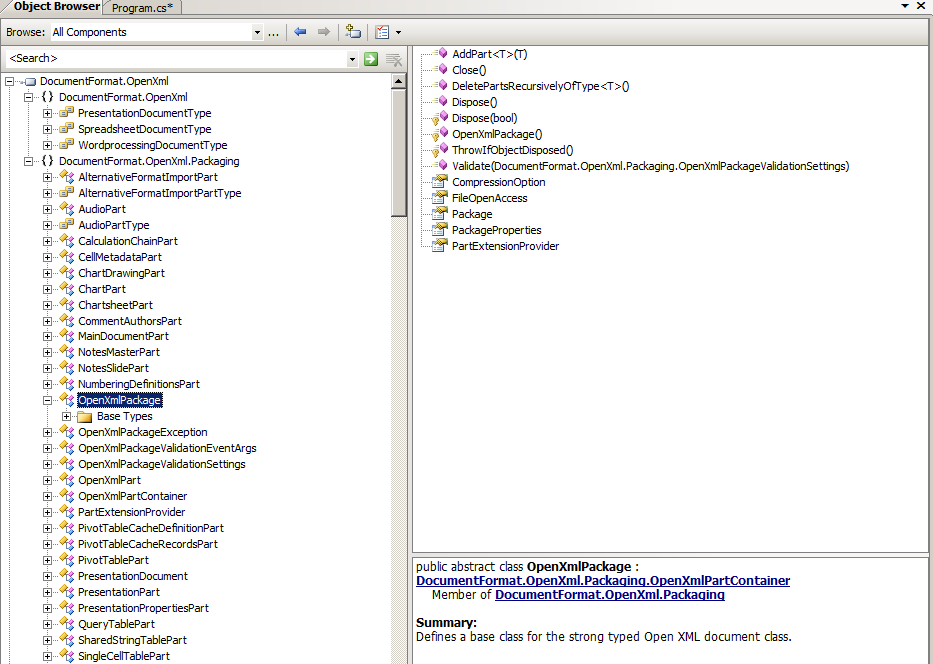 Object Browser Program.cs*
Browse: All Components ...
<Search>
DocumentFormat.OpenXml
{} DocumentFormat.OpenXml
PresentationDocumentType
SpreadsheetDocumentType
WordprocessingDocumentType
{} DocumentFormat.OpenXml.Packaging
AlternativeFormatImportPart
AlternativeFormatImportPartType
AudioPart
AudioPartType
CalculationChainPart
CellMetadataPart
ChartDrawingPart
ChartPart
ChartsheetPart
CommentAuthorsPart
MainDocumentPart
NotesMasterPart
NotesSlidePart
NumberingDefinitionsPart
OpenXmlPackage
Base Types
OpenXmlPackageException
OpenXmlPackageValidationEventArgs
OpenXmlPackageValidationSettings
OpenXmlPart
OpenXmlPartContainer
PartExtensionProvider
PivotTableCacheDefinitionPart
PivotTableCacheRecordsPart
PivotTablePart
PresentationDocument
PresentationPart
PresentationPropertiesPart
QueryTablePart
SharedStringTablePart
SingleCellTablePart
AddPart<T>(T)
Close()
DeletePartsRecursivelyOfType<T>()
Dispose()
Dispose(bool)
OpenXmlPackage()
ThrowIfObjectDisposed()
Validate(DocumentFormat.OpenXml.Packaging.OpenXmlPackageValidationSettings)
CompressionOption
FileOpenAccess
Package
PackageProperties
PartExtensionProvider
public abstract class OpenXmlPackage :
DocumentFormat.OpenXml.Packaging.OpenXmlPartContainer
Member of DocumentFormat.OpenXml.Packaging
Summary:
Defines a base class for the strong typed Open XML document class.